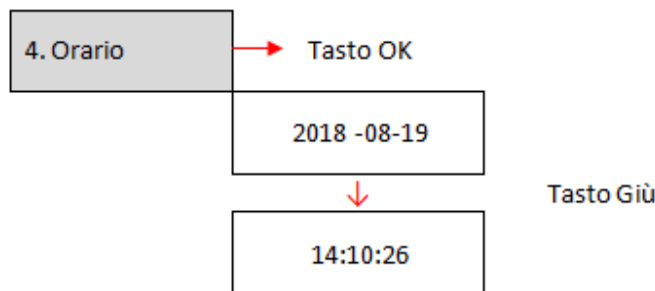 4. Orario
Tasto OK
2018 -08-19
Tasto Giù
14:10:26